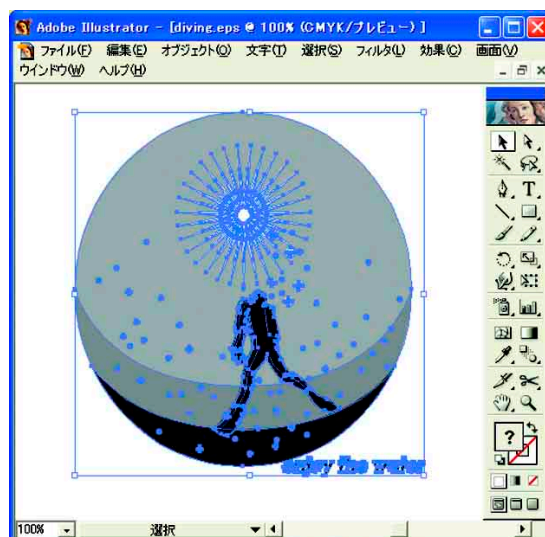 Adobe Illustrator - [diving.eps @ 100% (CMYK/プレビュー) ]
ファイル(F) 編集(E) オブジェクト(O) 文字(T) 選択(S) フィルタ(L) 効果(C) 画面(V)
ウインドウ(W) ヘルプ(H)
T
?
enjoy the water
100% 選択